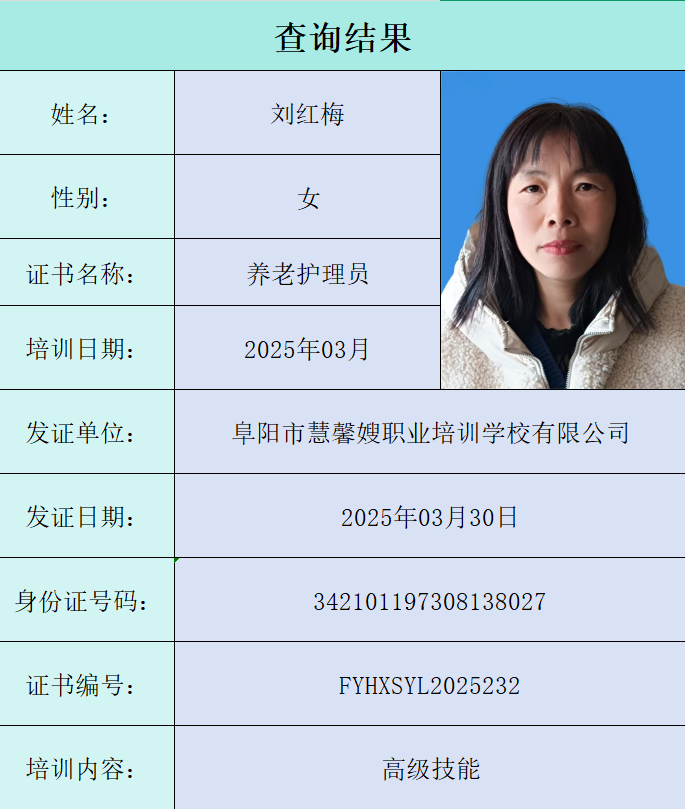 查询结果
姓名： 刘红梅
性别： 女
证书名称： 养老护理员
培训日期： 2025年03月
发证单位： 阜阳市慧馨嫂职业培训学校有限公司
发证日期： 2025年03月30日
身份证号码： 342101197308138027
证书编号： FYHXSYL2025232
培训内容： 高级技能